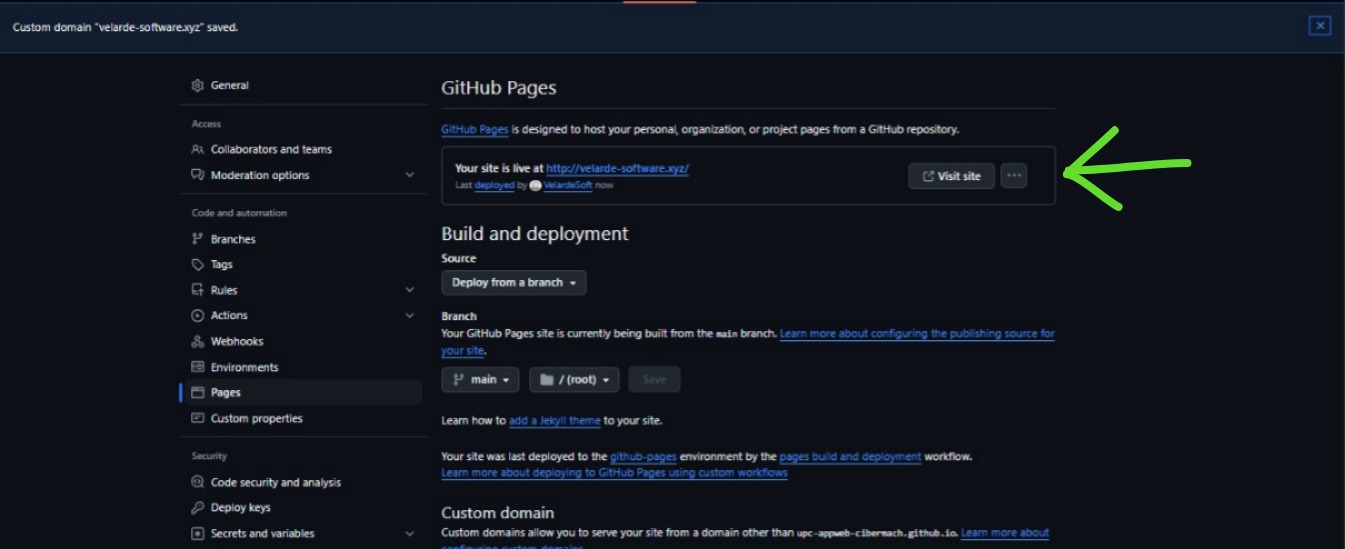 Custom domain "velarde-software.xyz" saved.
General
Access
Collaborators and teams
Moderation options
Code and automation
Branches
Tags
Rules
Actions
Webhooks
Environments
Pages
Custom properties
Security
Code security and analysis
Deploy keys
Secrets and variables
GitHub Pages
GitHub Pages is designed to host your personal, organization, or project pages from a GitHub repository.
Your site is live at http://velarde-software.xyz/
Last deployed by VelardeSoft now
Visit site
Build and deployment
Source
Deploy from a branch
Branch
Your GitHub Pages site is currently being built from the main branch. Learn more about configuring the publishing source for
your site.
main / (root) Save
Learn how to add a Jekyll theme to your site.
Your site was last deployed to the github-pages environment by the pages build and deployment workflow.
Learn more about deploying to GitHub Pages using custom workflows
Custom domain
Custom domains allow you to serve your site from a domain other than upc-appweb-cibermach.github.io. Learn more about
configuring custom domains.